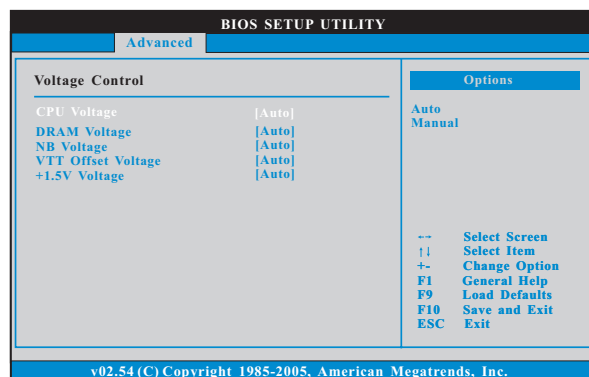 BIOS SETUP UTILITY
Advanced
Voltage Control
CPU Voltage [Auto]
DRAM Voltage [Auto]
NB Voltage [Auto]
VTT Offset Voltage [Auto]
+1.5V Voltage [Auto]
Options
Auto
Manual
←→ Select Screen
↑↓ Select Item
+- Change Option
F1 General Help
F9 Load Defaults
F10 Save and Exit
ESC Exit
v02.54 (C) Copyright 1985-2005, American Megatrends, Inc.